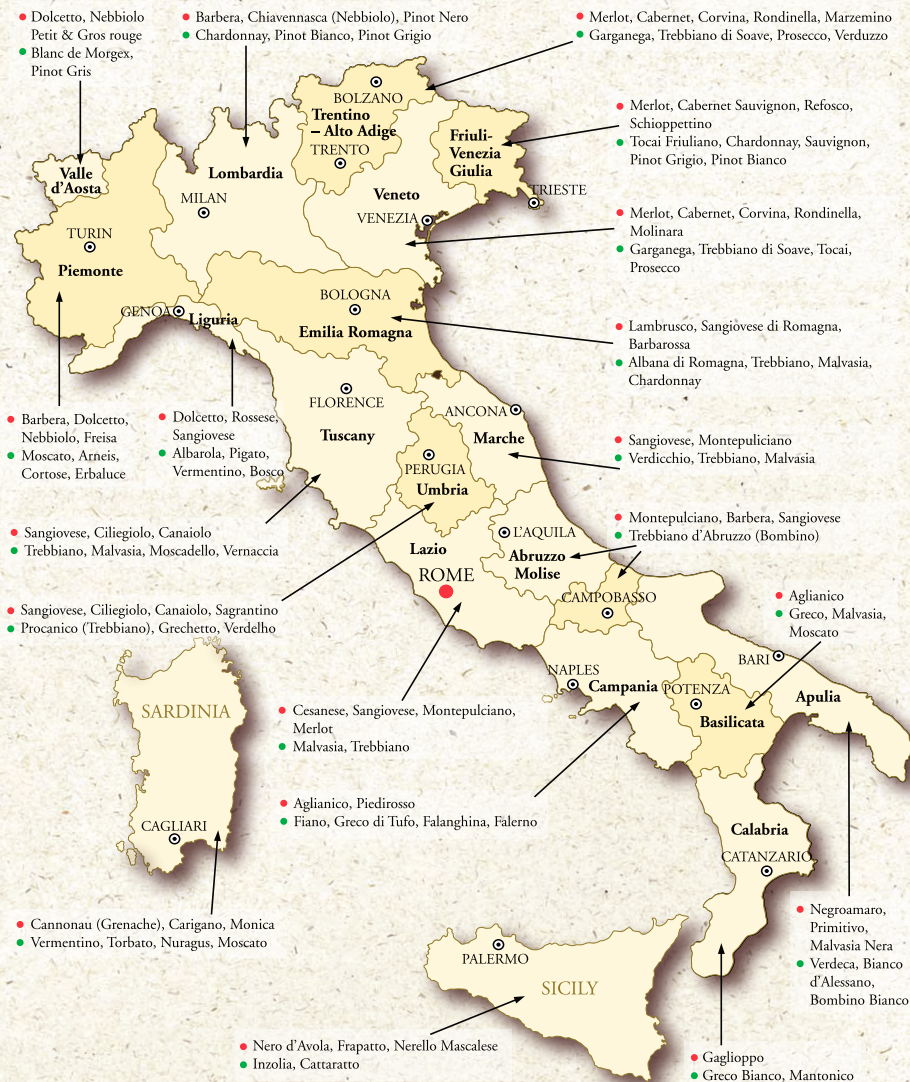 Dolcetto, Nebbiolo
Petit & Gros rouge
Blanc de Morgex,
Pinot Gris
Barbera, Chiavennasca (Nebbiolo), Pinot Nero
Chardonnay, Pinot Bianco, Pinot Grigio
Merlot, Cabernet, Corvina, Rondinella, Marzemino
Garganega, Trebbiano di Soave, Prosecco, Verduzzo
BOLZANO
Trentino
– Alto Adige
TRENTO
Merlot, Cabernet Sauvignon, Refosco,
Schioppettino
Tocai Friuliano, Chardonnay, Sauvignon,
Pinot Grigio, Pinot Bianco
Friuli-
Venezia
Giulia
Valle
d'Aosta
Lombardia
MILAN
Veneto
VENEZIA
TRIESTE
Merlot, Cabernet, Corvina, Rondinella,
Molinara
Garganega, Trebbiano di Soave, Tocai,
Prosecco
TURIN
Piemonte
GENOA
Liguria
BOLOGNA
Emilia Romagna
Lambrusco, Sangiovese di Romagna,
Barbarossa
Albana di Romagna, Trebbiano, Malvasia,
Chardonnay
Barbera, Dolcetto,
Nebbiolo, Freisa
Moscato, Arneis,
Cortose, Erbaluce
Dolcetto, Rossese,
Sangiovese
Albarola, Pigato,
Vermentino, Bosco
FLORENCE
Tuscany
ANCONA
Marche
Sangiovese, Montepuliciano
Verdicchio, Trebbiano, Malvasia
PERUGIA
Umbria
Sangiovese, Ciliegiolo, Canaiolo
Trebbiano, Malvasia, Moscadello, Vernaccia
L'AQUILA
Abruzzo
Molise
Montepulciano, Barbera, Sangiovese
Trebbiano d'Abruzzo (Bombino)
Lazio
ROME
CAMPOBASSO
Sangiovese, Ciliegiolo, Canaiolo, Sagrantino
Procanico (Trebbiano), Grechetto, Verdelho
Aglianico
Greco, Malvasia,
Moscato
BARI
NAPLES
Campania
POTENZA
Basilicata
Apulia
SARDINIA
CAGLIARI
Cesanese, Sangiovese, Montepulciano,
Merlot
Malvasia, Trebbiano
Aglianico, Piedirosso
Fiano, Greco di Tufo, Falanghina, Falerno
Calabria
CATANZARIO
Cannonau (Grenache), Carigano, Monica
Vermentino, Torbato, Nuragus, Moscato
Negroamaro,
Primitivo,
Malvasia Nera
Verdeca, Bianco
d'Alessano,
Bombino Bianco
PALERMO
SICILY
Nero d'Avola, Frapatto, Nerello Mascalese
Inzolia, Cattaratto
Gaglioppo
Greco Bianco, Mantonico